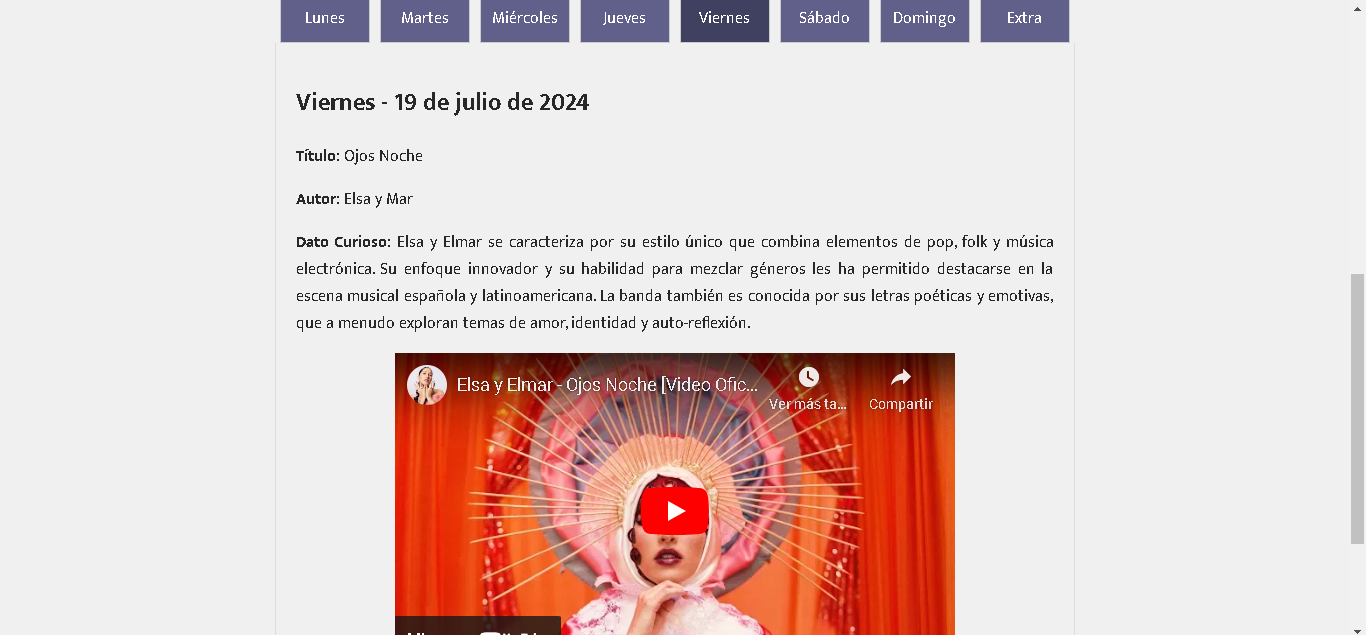 Lunes Martes Miércoles Jueves Viernes Sábado Domingo Extra
Viernes - 19 de julio de 2024
Título: Ojos Noche
Autor: Elsa y Mar
Dato Curioso: Elsa y Elmar se caracteriza por su estilo único que combina elementos de pop, folk y música
electrónica. Su enfoque innovador y su habilidad para mezclar géneros les ha permitido destacarse en la
escena musical española y latinoamericana. La banda también es conocida por sus letras poéticas y emotivas,
que a menudo exploran temas de amor, identidad y auto-reflexión.
Elsa y Elmar - Ojos Noche [Video Ofic...
Ver más ta... Compartir